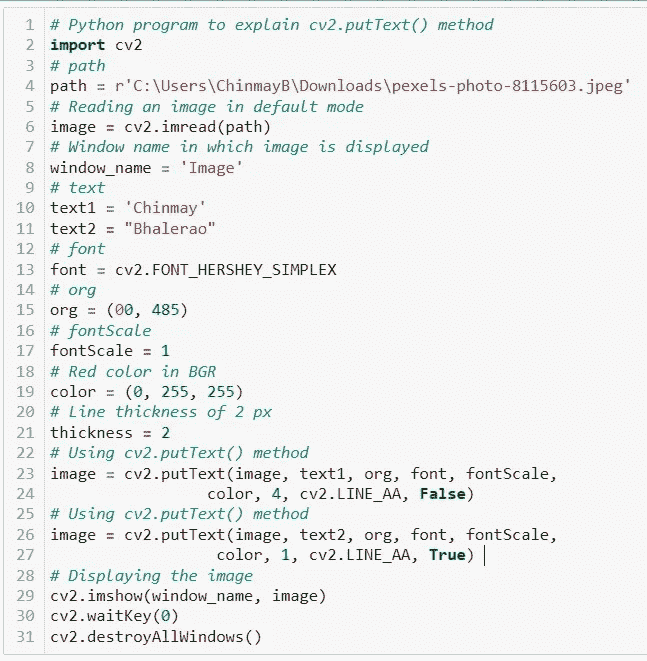 1 # Python program to explain cv2.putText() method
2 import cv2
3 # path
4 path = r'C:\Users\ChinmayB\Downloads\pexels-photo-8115603.jpeg'
5 # Reading an image in default mode
6 image = cv2.imread(path)
7 # Window name in which image is displayed
8 window_name = 'Image'
9 # text
10 text1 = 'Chinmay'
11 text2 = "Bhalerao"
12 # font
13 font = cv2.FONT_HERSHEY_SIMPLEX
14 # org
15 org = (00, 485)
16 # fontScale
17 fontScale = 1
18 # Red color in BGR
19 color = (0, 255, 255)
20 # Line thickness of 2 px
21 thickness = 2
22 # Using cv2.putText() method
23 image = cv2.putText(image, text1, org, font, fontScale,
24                 color, 4, cv2.LINE_AA, False)
25 # Using cv2.putText() method
26 image = cv2.putText(image, text2, org, font, fontScale,
27                  color, 1, cv2.LINE_AA, True)
28 # Displaying the image
29 cv2.imshow(window_name, image)
30 cv2.waitKey(0)
31 cv2.destroyAllWindows()